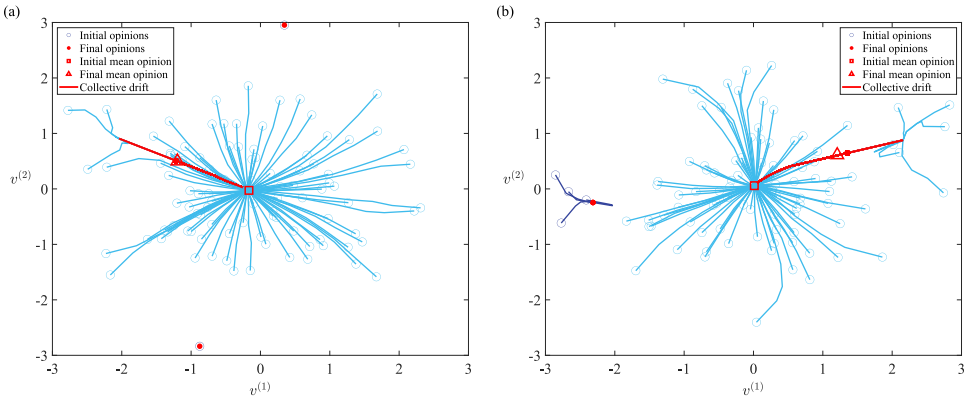 (a)
3
2
1
0
-1
-2
-3
v^(2)
-3
-2
-1
0
1
2
3
v^(1)
Initial opinions
Final opinions
Initial mean opinion
Final mean opinion
Collective drift
(b)
3
2
1
0
-1
-2
-3
v^(2)
-3
-2
-1
0
1
2
3
v^(1)
Initial opinions
Final opinions
Initial mean opinion
Final mean opinion
Collective drift